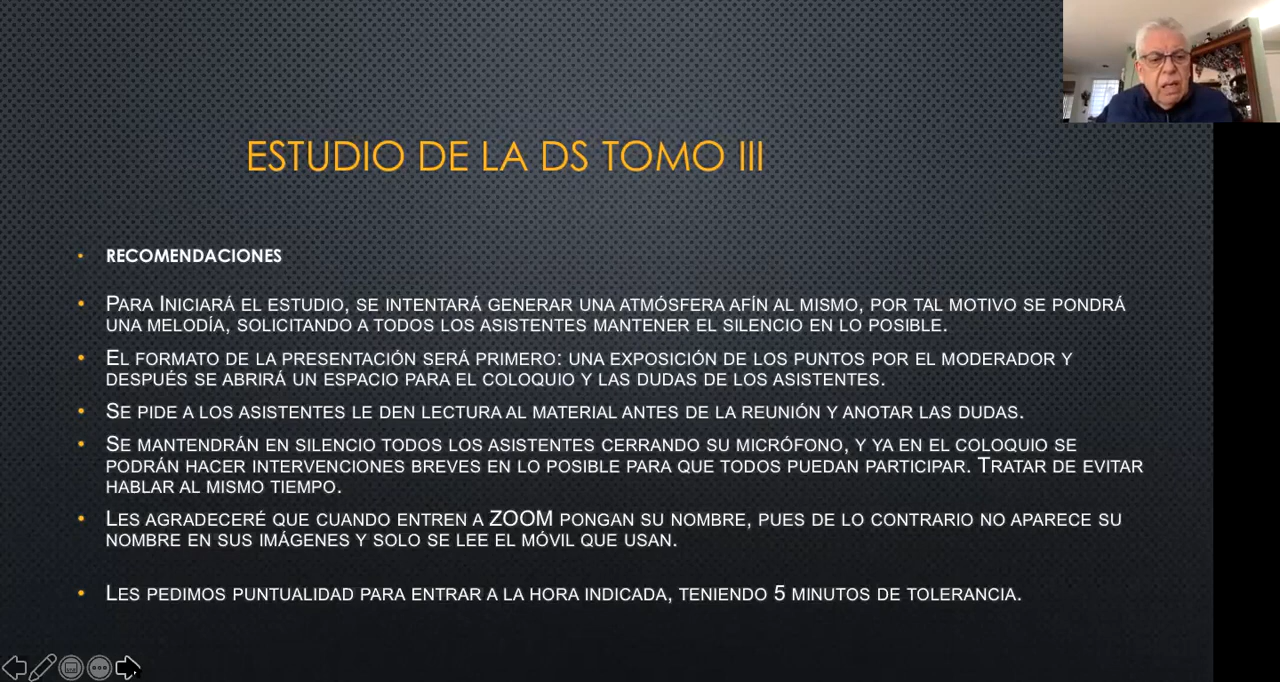 ESTUDIO DE LA DS TOMO III
• RECOMENDACIONES
• PARA INICIARÁ EL ESTUDIO, SE INTENTARÁ GENERAR UNA ATMÓSFERA AFÍN AL MISMO, POR TAL MOTIVO SE PONDRÁ
UNA MELODÍA, SOLICITANDO A TODOS LOS ASISTENTES MANTENER EL SILENCIO EN LO POSIBLE.
• EL FORMATO DE LA PRESENTACIÓN SERÁ PRIMERO: UNA EXPOSICIÓN DE LOS PUNTOS POR EL MODERADOR Y
DESPUÉS SE ABRIRÁ UN ESPACIO PARA EL COLOQUIO Y LAS DUDAS DE LOS ASISTENTES.
• SE PIDE A LOS ASISTENTES LE DEN LECTURA AL MATERIAL ANTES DE LA REUNIÓN Y ANOTAR LAS DUDAS.
• SE MANTENDRÁN EN SILENCIO TODOS LOS ASISTENTES CERRANDO SU MICRÓFONO, Y YA EN EL COLOQUIO SE
PODRÁN HACER INTERVENCIONES BREVES EN LO POSIBLE PARA QUE TODOS PUEDAN PARTICIPAR. TRATAR DE EVITAR
HABLAR AL MISMO TIEMPO.
• LES AGRADECERÉ QUE CUANDO ENTREN A ZOOM PONGAN SU NOMBRE, PUES DE LO CONTRARIO NO APARECE SU
NOMBRE EN SUS IMÁGENES Y SOLO SE LEE EL MÓVIL QUE USAN.
• LES PEDIMOS PUNTUALIDAD PARA ENTRAR A LA HORA INDICADA, TENIENDO 5 MINUTOS DE TOLERANCIA.